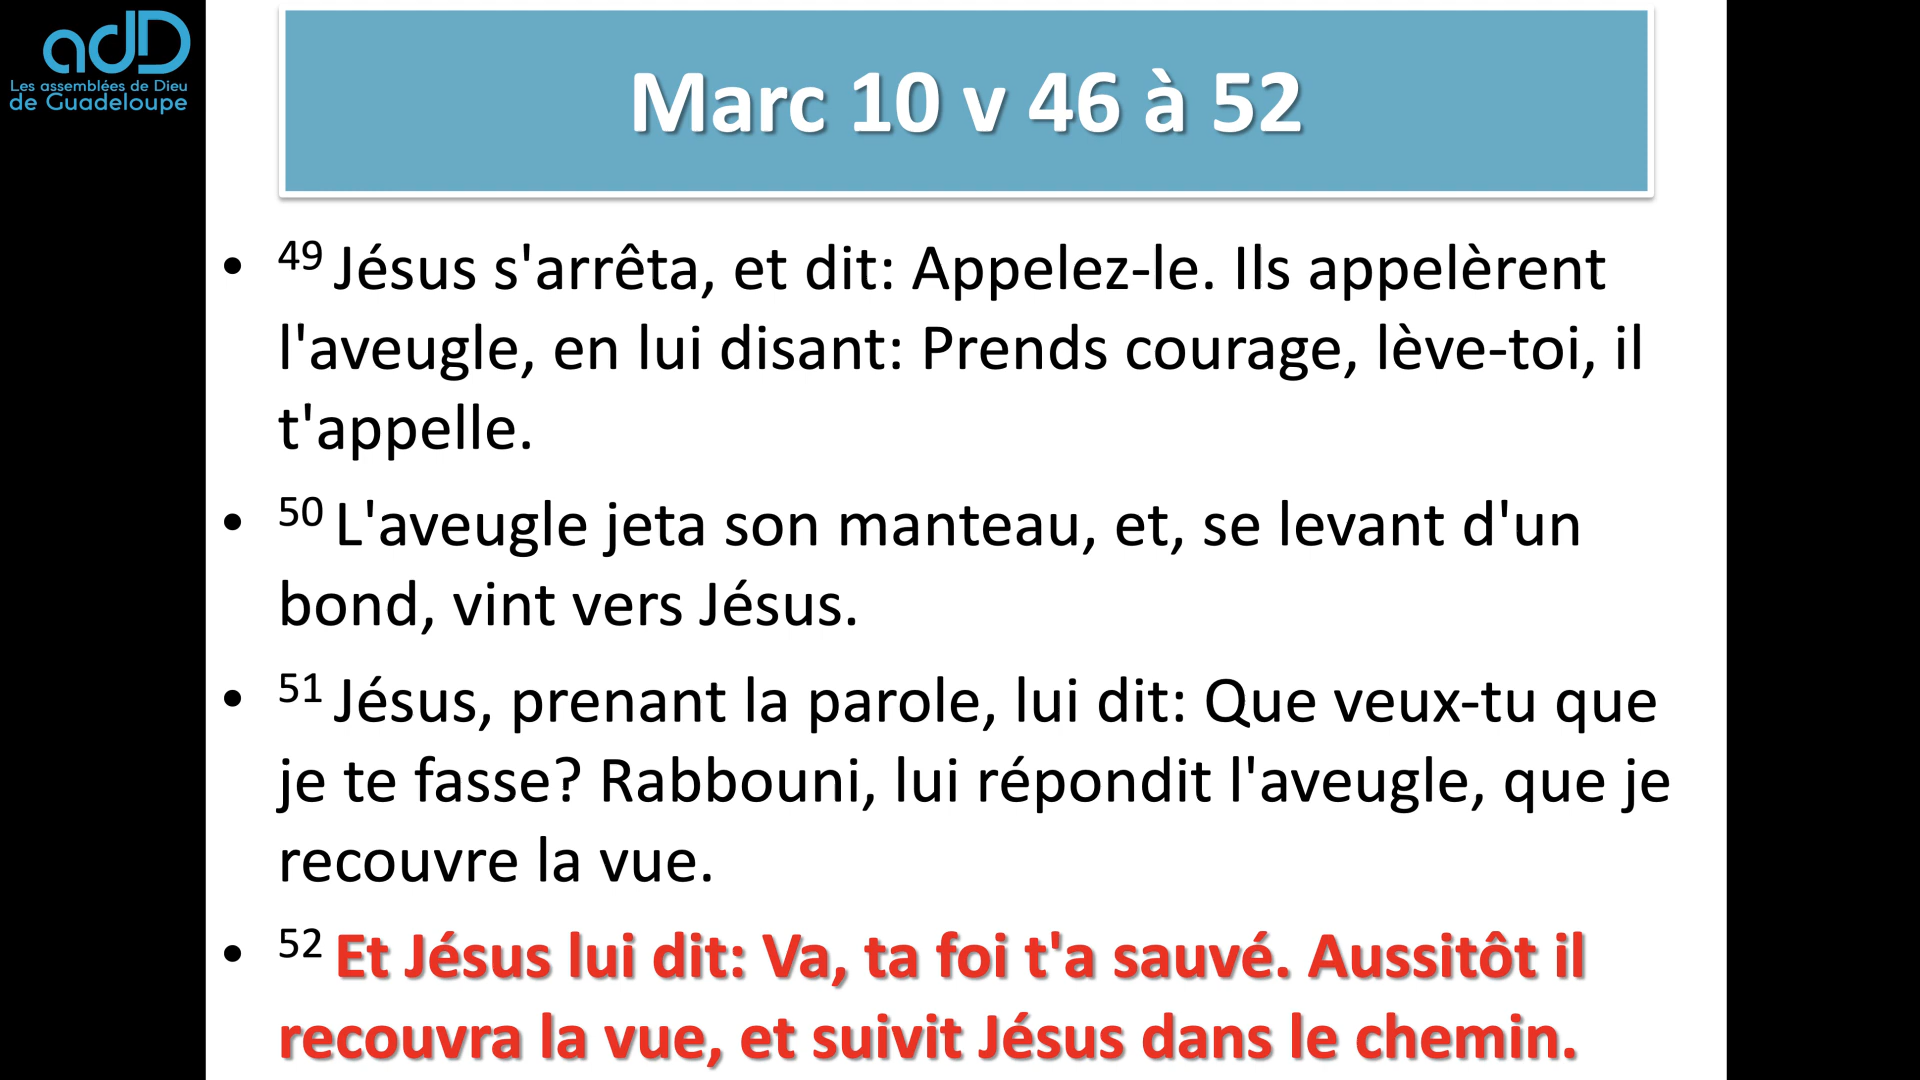 adD
Les assemblées de Dieu
de Guadeloupe
Marc 10 v 46 à 52
• 49 Jésus s'arrêta, et dit: Appelez-le. Ils appelèrent
l'aveugle, en lui disant: Prends courage, lève-toi, il
t'appelle.
• 50 L'aveugle jeta son manteau, et, se levant d'un
bond, vint vers Jésus.
• 51 Jésus, prenant la parole, lui dit: Que veux-tu que
je te fasse? Rabbouni, lui répondit l'aveugle, que je
recouvre la vue.
• 52 Et Jésus lui dit: Va, ta foi t'a sauvé. Aussitôt il
recouvra la vue, et suivit Jésus dans le chemin.